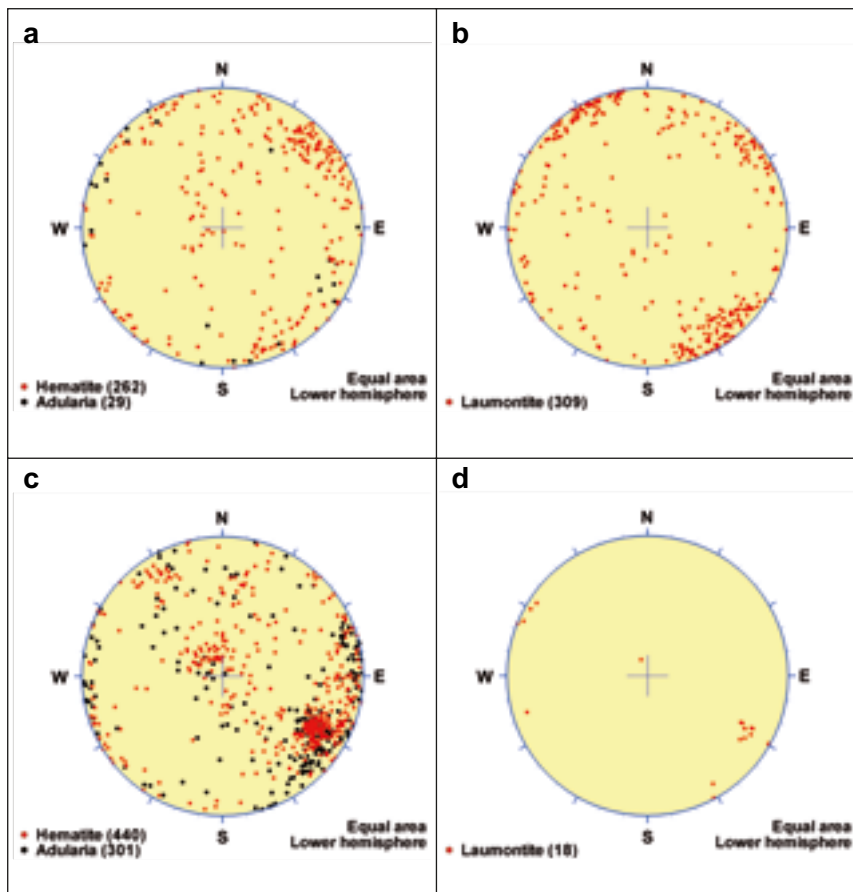 a
N
W
E
S
Hematite (262)
Adularia (29)
Equal area
Lower hemisphere
b
N
W
E
S
Laumontite (309)
Equal area
Lower hemisphere
c
N
W
E
S
Hematite (440)
Adularia (301)
Equal area
Lower hemisphere
d
N
W
E
S
Laumontite (18)
Equal area
Lower hemisphere